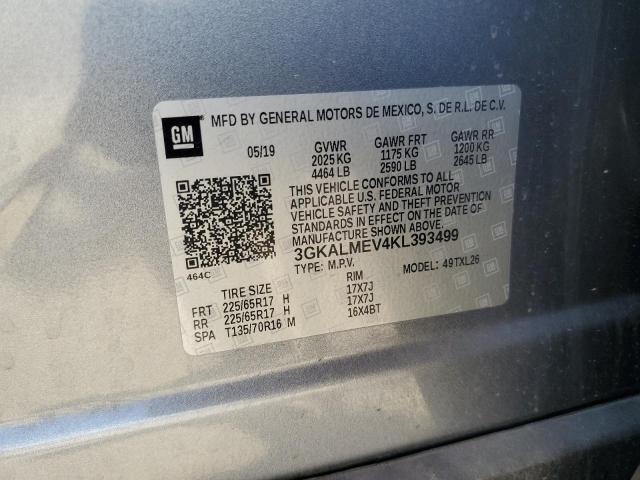 MFD BY GENERAL MOTORS DE MEXICO, S. DE R.L. DE C.V.
GM
05/19 GVWR GAWR FRT GAWR RR
2025 KG 1175 KG 1200 KG
4464 LB 2590 LB 2645 LB
THIS VEHICLE CONFORMS TO ALL
APPLICABLE U.S. FEDERAL MOTOR
VEHICLE SAFETY AND THEFT PREVENTION
STANDARDS IN EFFECT ON THE DATE OF
MANUFACTURE SHOWN ABOVE.
3GKALMEV4KL393499
464C TYPE: M.P.V. MODEL: 49TXL26
TIRE SIZE RIM
FRT 225/65R17 H 17X7J
RR 225/65R17 H 17X7J
SPA T135/70R16 M 16X4BT